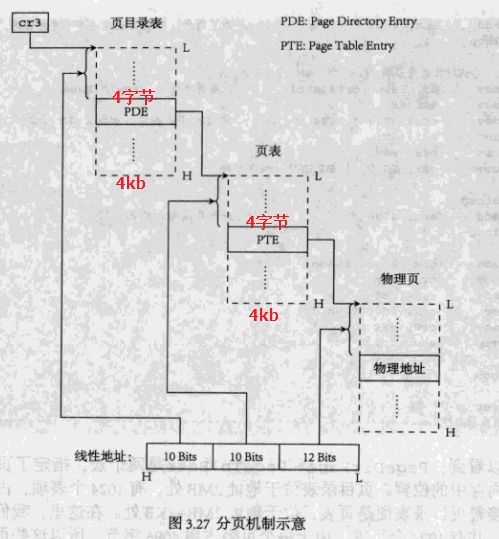 cr3
页目录表
PDE: Page Directory Entry
PTE: Page Table Entry
L
4字节
PDE
H
4kb
页表
L
4字节
PTE
H
4kb
物理页
L
物理地址
H
线性地址:
10 Bits
10 Bits
12 Bits
H
L
图 3.27 分页机制示意